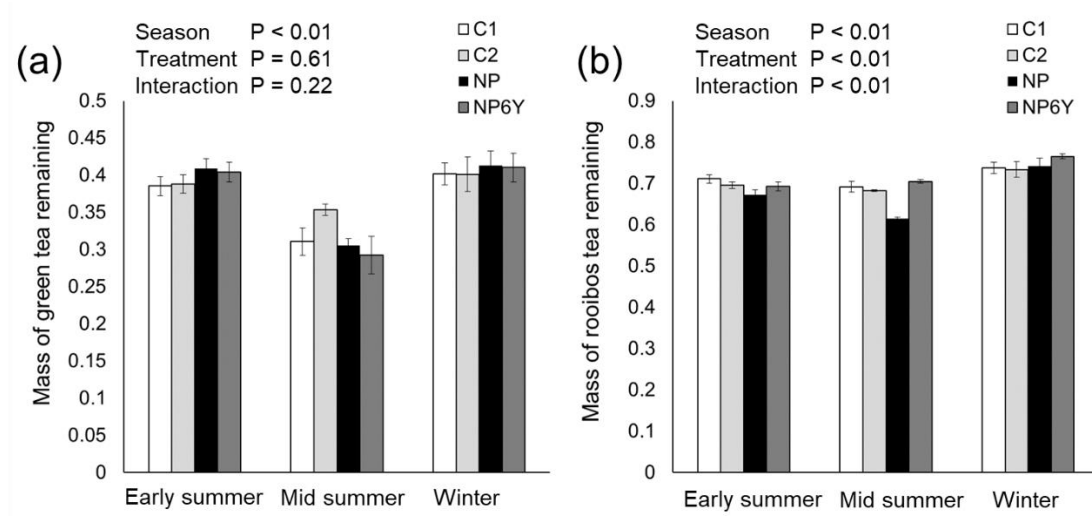 (a)
Season P < 0.01
Treatment P = 0.61
Interaction P = 0.22
C1
C2
NP
NP6Y
Mass of green tea remaining
0.5
0.45
0.4
0.35
0.3
0.25
0.2
0.15
0.1
0.05
0
Early summer Mid summer Winter
(b)
Season P < 0.01
Treatment P < 0.01
Interaction P < 0.01
C1
C2
NP
NP6Y
Mass of rooibos tea remaining
0.9
0.8
0.7
0.6
0.5
0.4
0.3
0.2
0.1
0
Early summer Mid summer Winter